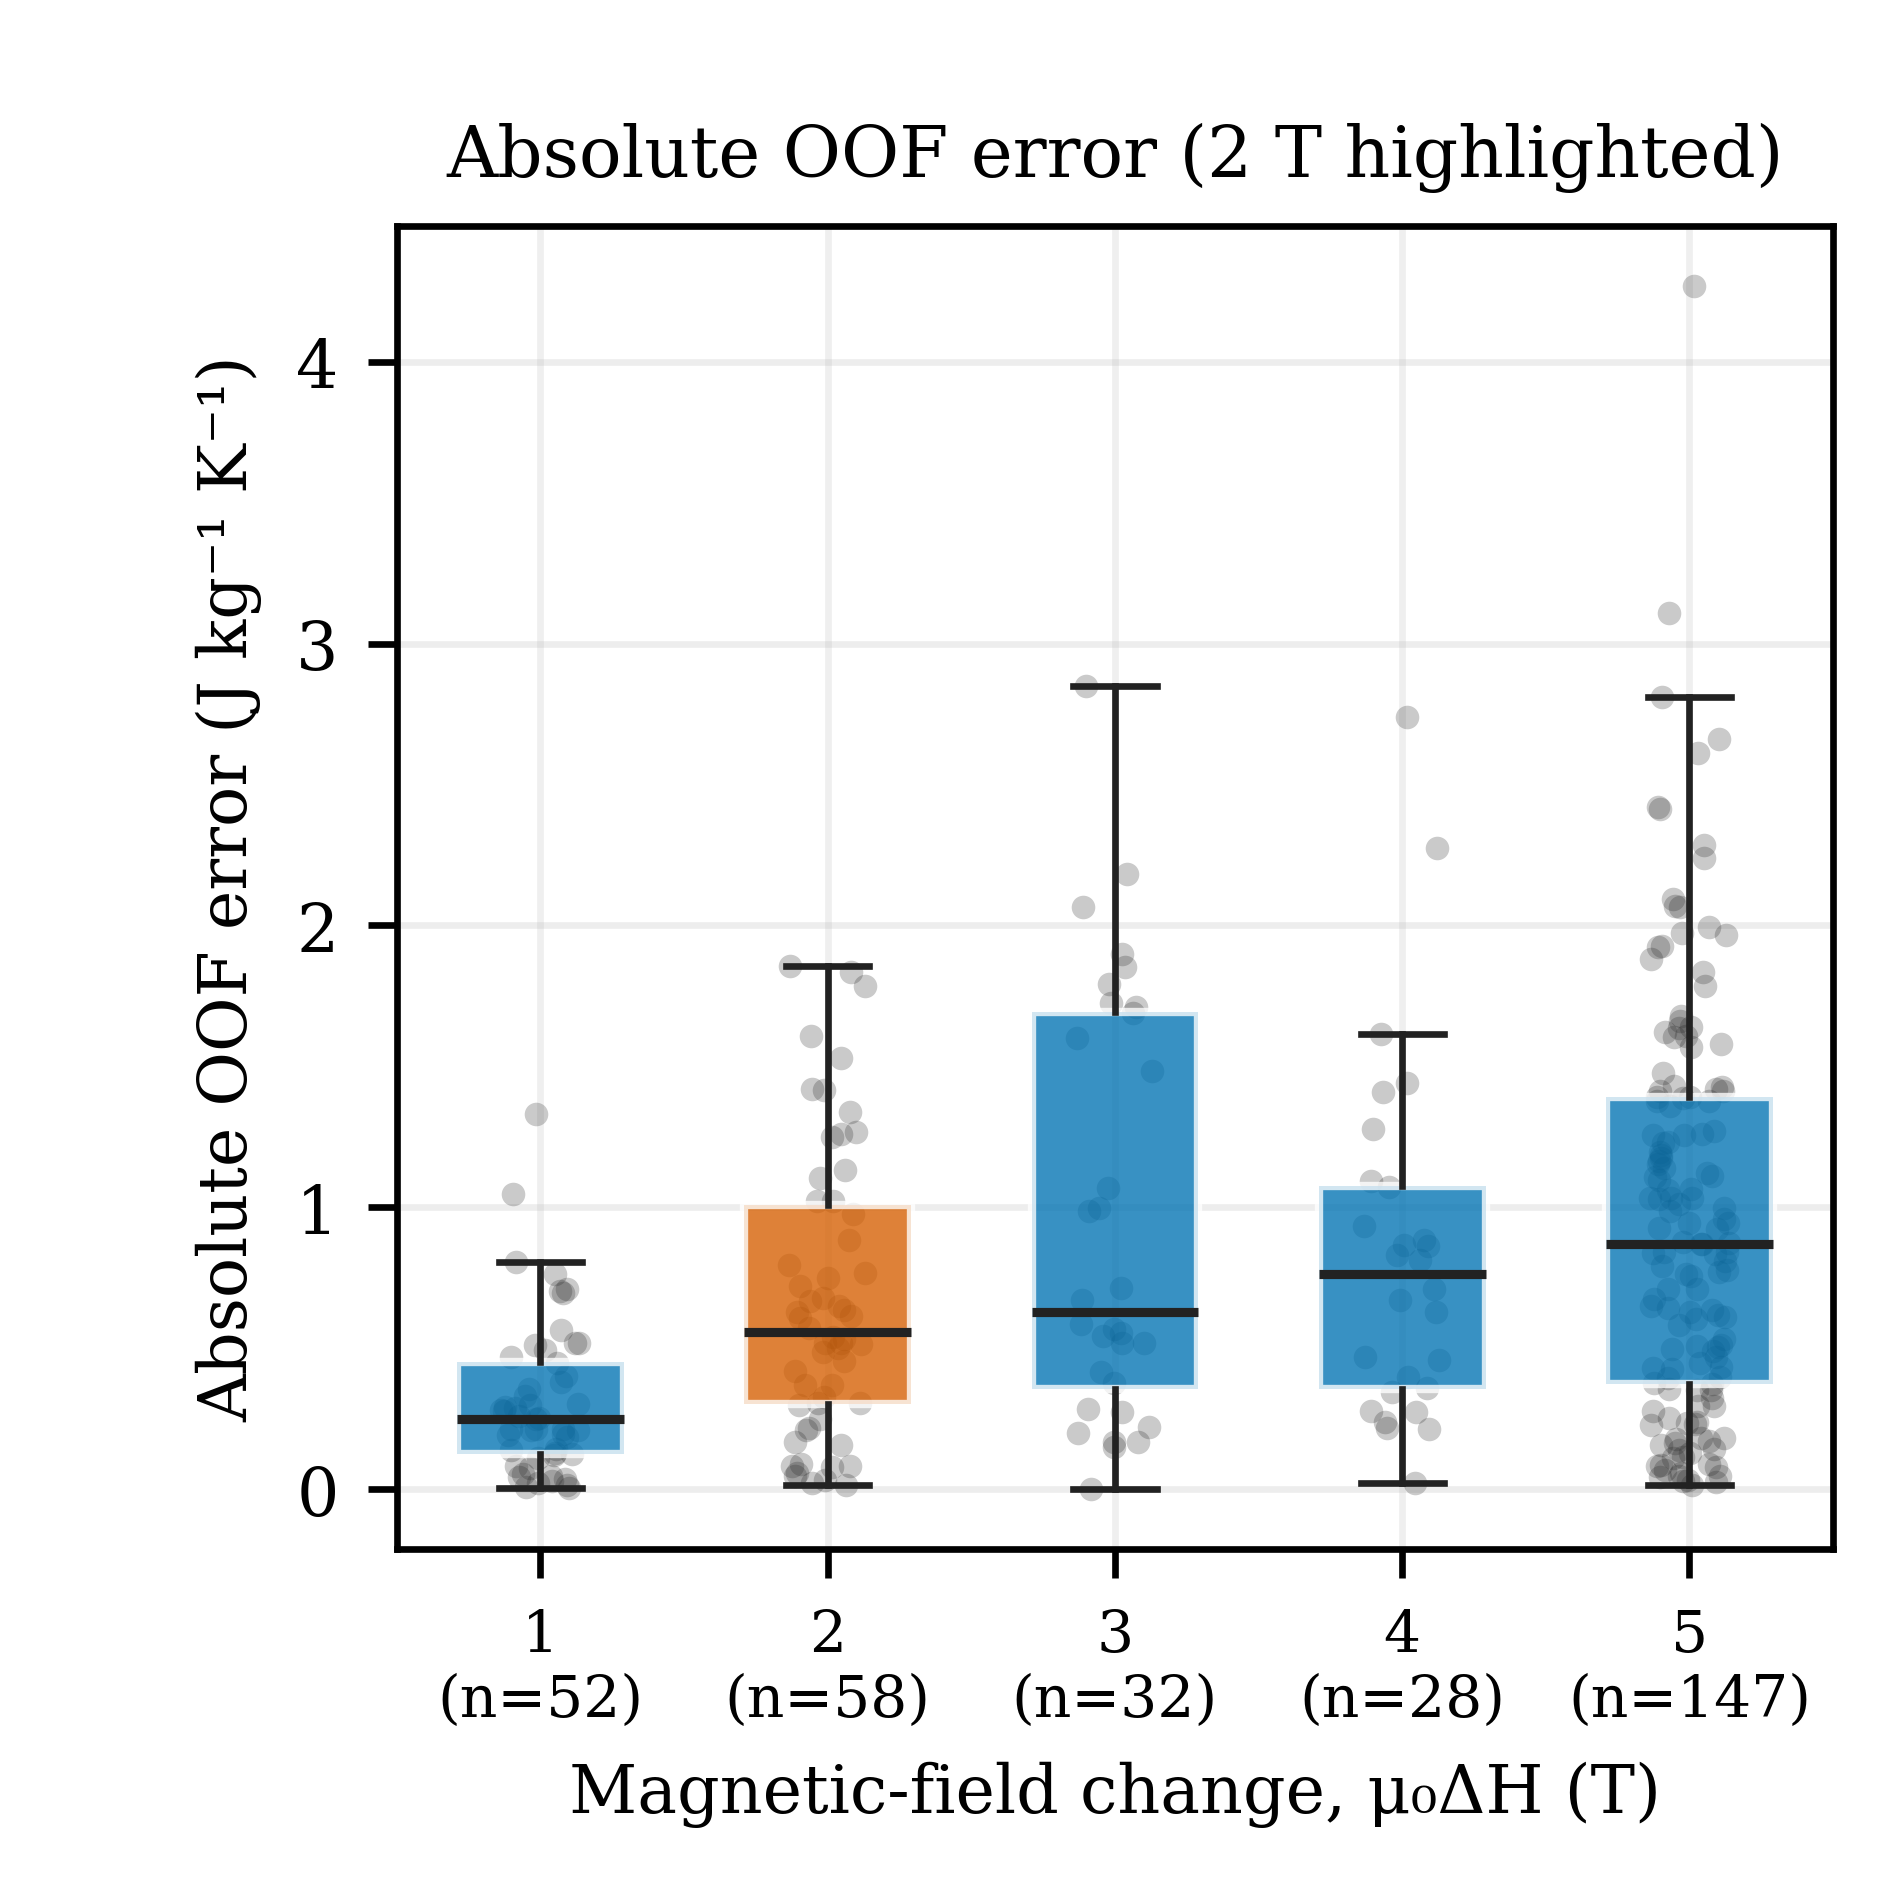 Absolute OOF error (2 T highlighted)
Absolute OOF error (J kg⁻¹ K⁻¹)
4
3
2
1
0
1 2 3 4 5
(n=52) (n=58) (n=32) (n=28) (n=147)
Magnetic-field change, μ₀ΔH (T)